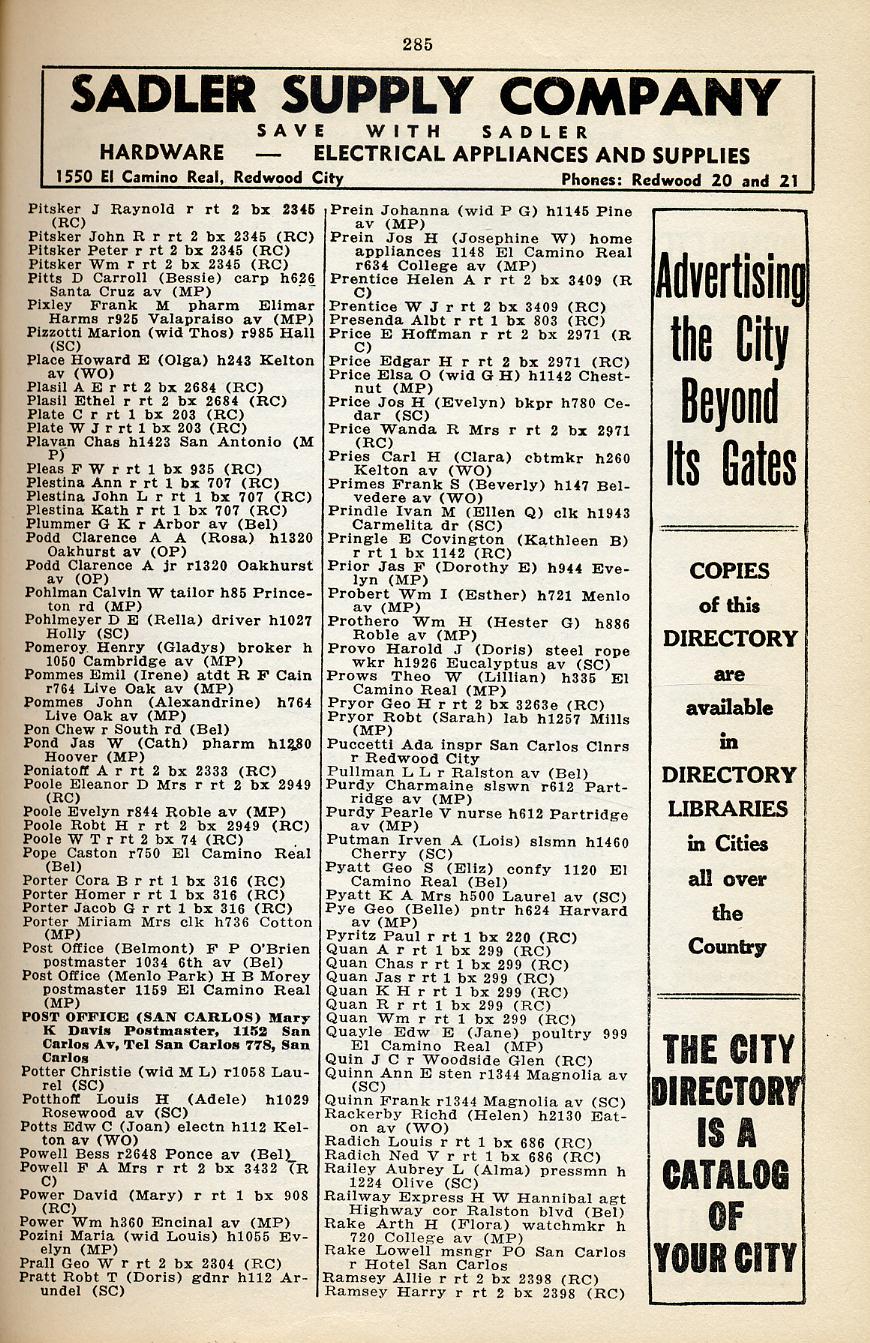 285
SADLER SUPPLY COMPANY
SAVE WITH SADLER
HARDWARE — ELECTRICAL APPLIANCES AND SUPPLIES
1550 El Camino Real, Redwood City Phones: Redwood 20 and 21
Pitsker J Raynold r rt 2 bx 2345
(RC)
Pitsker John R r rt 2 bx 2345 (RC)
Pitsker Peter r rt 2 bx 2345 (RC)
Pitsker Wm r rt 2 bx 2345 (RC)
Pitts D Carroll (Bessie) carp h626
Santa Cruz av (MP)
Pixley Frank M pharm Elimar
Harms r925 Valapraiso av (MP)
Pizzotti Marion (wid Thos) r985 Hall
(SC)
Place Howard E (Olga) h243 Kelton
av (WO)
Plasil A E r rt 2 bx 2684 (RC)
Plasil Ethel r rt 2 bx 2684 (RC)
Plate C r rt 1 bx 203 (RC)
Plate W J r rt 1 bx 203 (RC)
Plavan Chas h1423 San Antonio (M
P)
Pleas F W r rt 1 bx 935 (RC)
Plestina Ann r rt 1 bx 707 (RC)
Plestina John L r rt 1 bx 707 (RC)
Plestina Kath r rt 1 bx 707 (RC)
Plummer G K r Arbor av (Bel)
Podd Clarence A A (Rosa) h1320
Oakhurst av (OP)
Podd Clarence A jr r1320 Oakhurst
av (OP)
Pohlman Calvin W tailor h85 Prince-
ton rd (MP)
Pohlmeyer D E (Rella) driver h1027
Holly (SC)
Pomeroy Henry (Gladys) broker h
1050 Cambridge av (MP)
Pommes Emil (Irene) atdt R F Cain
r764 Live Oak av (MP)
Pommes John (Alexandrine) h764
Live Oak av (MP)
Pon Chew r South rd (Bel)
Pond Jas W (Cath) pharm h1280
Hoover (MP)
Poniatoff A r rt 2 bx 2333 (RC)
Poole Eleanor D Mrs r rt 2 bx 2949
(RC)
Poole Evelyn r844 Roble av (MP)
Poole Robt H r rt 2 bx 2949 (RC)
Poole W T r rt 2 bx 74 (RC)
Pope Caston r750 El Camino Real
(Bel)
Porter Cora B r rt 1 bx 316 (RC)
Porter Homer r rt 1 bx 316 (RC)
Porter Jacob G r rt 1 bx 316 (RC)
Porter Miriam Mrs clk h736 Cotton
(MP)
Post Office (Belmont) F P O'Brien
postmaster 1034 6th av (Bel)
Post Office (Menlo Park) H B Morey
postmaster 1159 El Camino Real
(MP)
POST OFFICE (SAN CARLOS) Mary
K Davis Postmaster, 1152 San
Carlos Av, Tel San Carlos 778, San
Carlos
Potter Christie (wid M L) r1058 Lau-
rel (SC)
Potthoff Louis H (Adele) h1029
Rosewood av (SC)
Potts Edw C (Joan) electn h112 Kel-
ton av (WO)
Powell Bess r2648 Ponce av (Bel)
Powell F A Mrs r rt 2 bx 3432 (R
C)
Power David (Mary) r rt 1 bx 908
(RC)
Power Wm h360 Encinal av (MP)
Pozini Maria (wid Louis) h1055 Ev-
elyn (MP)
Prall Geo W r rt 2 bx 2304 (RC)
Pratt Robt T (Doris) gdnr h112 Ar-
undel (SC)
Prein Johanna (wid P G) h1145 Pine
av (MP)
Prein Jos H (Josephine W) home
appliances 1148 El Camino Real
r634 College av (MP)
Prentice Helen A r rt 2 bx 3409 (R
C)
Prentice W J r rt 2 bx 3409 (RC)
Presenda Albt r rt 1 bx 803 (RC)
Price E Hoffman r rt 2 bx 2971 (R
C)
Price Edgar H r rt 2 bx 2971 (RC)
Price Elsa O (wid G H) h1142 Chest-
nut (MP)
Price Jos H (Evelyn) bkpr h780 Ce-
dar (SC)
Price Wanda R Mrs r rt 2 bx 2971
(RC)
Pries Carl H (Clara) cbtmkr h260
Kelton av (WO)
Primes Frank S (Beverly) h147 Bel-
vedere av (WO)
Prindle Ivan M (Ellen Q) clk h1943
Carmelita dr (SC)
Pringle E Covington (Kathleen B)
r rt 1 bx 1142 (RC)
Prior Jas F (Dorothy E) h944 Eve-
lyn (MP)
Probert Wm I (Esther) h721 Menlo
av (MP)
Prothero Wm H (Hester G) h886
Roble av (MP)
Provo Harold J (Doris) steel rope
wkr h1926 Eucalyptus av (SC)
Prows Theo W (Lillian) h335 El
Camino Real (MP)
Pryor Geo H r rt 2 bx 3263e (RC)
Pryor Robt (Sarah) lab h1257 Mills
(MP)
Puccetti Ada inspr San Carlos Clnrs
r Redwood City
Pullman L L r Ralston av (Bel)
Purdy Charmaine slswn r612 Part-
ridge av (MP)
Purdy Pearle V nurse h612 Partridge
av (MP)
Putman Irven A (Lois) slsmn h1460
Cherry (SC)
Pyatt Geo S (Eliz) confy 1120 El
Camino Real (Bel)
Pyatt K A Mrs h500 Laurel av (SC)
Pye Geo (Belle) pntr h624 Harvard
av (MP)
Pyritz Paul r rt 1 bx 220 (RC)
Quan A r rt 1 bx 299 (RC)
Quan Chas r rt 1 bx 299 (RC)
Quan Jas r rt 1 bx 299 (RC)
Quan K H r rt 1 bx 299 (RC)
Quan R r rt 1 bx 299 (RC)
Quan Wm r rt 1 bx 299 (RC)
Quayle Edw E (Jane) poultry 999
El Camino Real (MP)
Quin J C r Woodside Glen (RC)
Quinn Ann E sten r1344 Magnolia av
(SC)
Quinn Frank r1344 Magnolia av (SC)
Rackerby Richd (Helen) h2130 Eat-
on av (WO)
Radich Louis r rt 1 bx 686 (RC)
Radich Ned V r rt 1 bx 686 (RC)
Railey Aubrey L (Alma) pressmn h
1224 Olive (SC)
Railway Express H W Hannibal agt
Highway cor Ralston blvd (Bel)
Rake Arth H (Flora) watchmkr h
720 College av (MP)
Rake Lowell msngr PO San Carlos
r Hotel San Carlos
Ramsey Allie r rt 2 bx 2398 (RC)
Ramsey Harry r rt 2 bx 2398 (RC)
Advertising
the City
Beyond
Its Gates
COPIES
of this
DIRECTORY
are
available
in
DIRECTORY
LIBRARIES
in Cities
all over
the
Country
THE CITY
DIRECTORY
IS A
CATALOG
OF
YOUR CITY